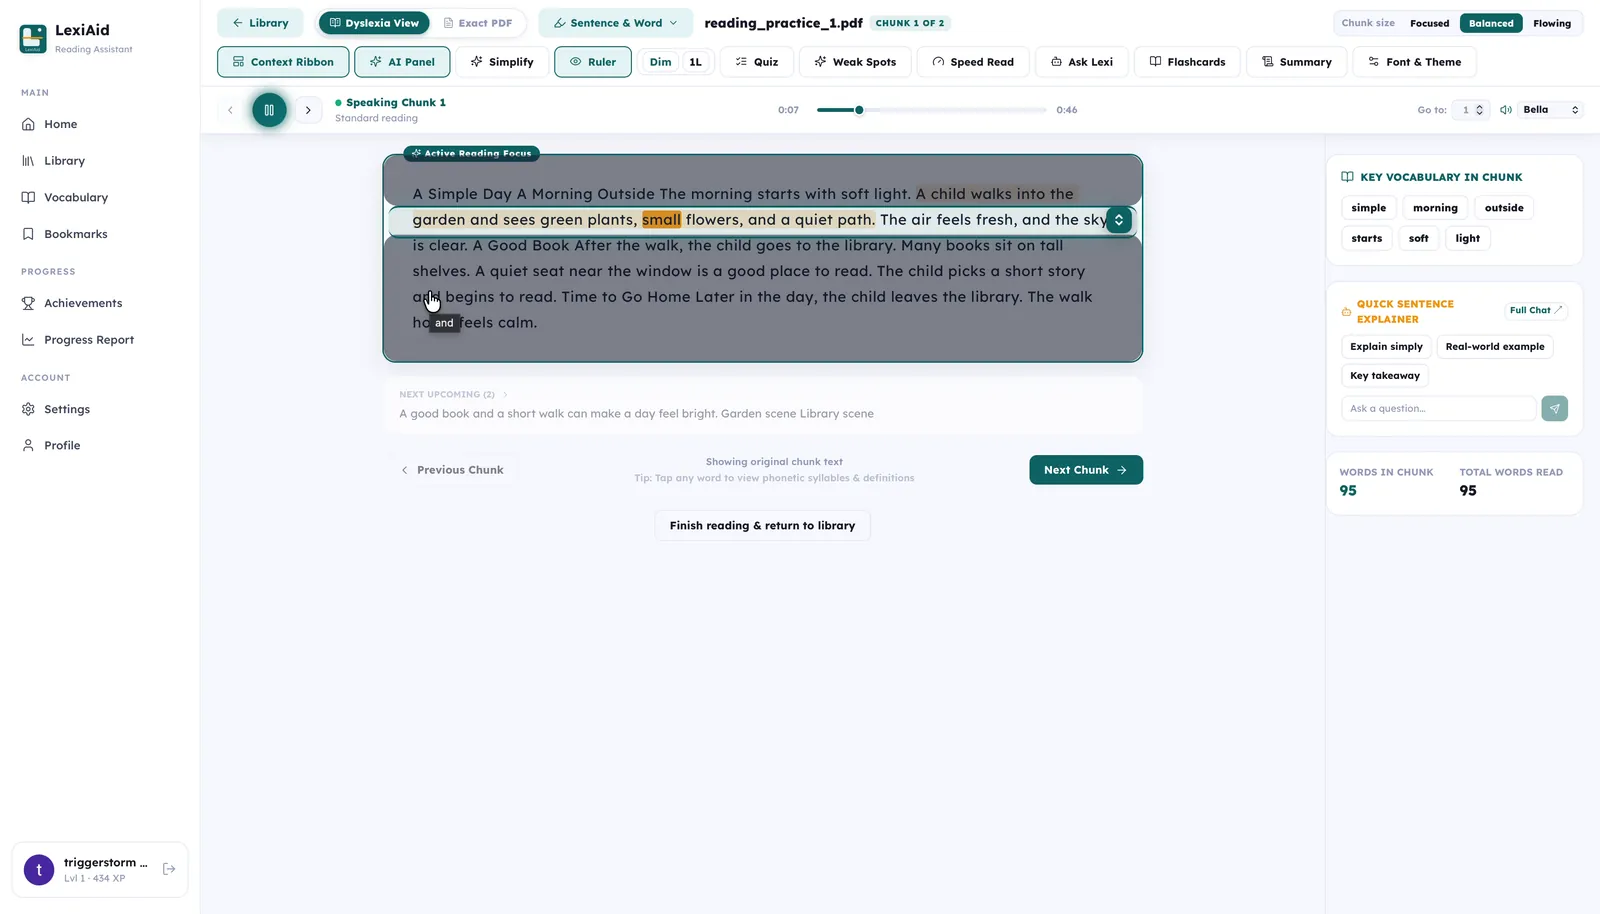 LexiAid
Reading Assistant
MAIN
Home
Library
Vocabulary
Bookmarks
PROGRESS
Achievements
Progress Report
ACCOUNT
Settings
Profile
triggerstorm ...
Lvl 1 · 434 XP
t
← Library
Dyslexia View
Exact PDF
Sentence & Word
reading_practice_1.pdf
CHUNK 1 OF 2
Chunk size
Focused
Balanced
Flowing
Context Ribbon
AI Panel
Simplify
Ruler
Dim
1L
Quiz
Weak Spots
Speed Read
Ask Lexi
Flashcards
Summary
Font & Theme
Speaking Chunk 1
Standard reading
0:07
0:46
Go to:
1
Bella
Active Reading Focus
A Simple Day A Morning Outside The morning starts with soft light. A child walks into the
garden and sees green plants, small flowers, and a quiet path. The air feels fresh, and the sky
is clear. A Good Book After the walk, the child goes to the library. Many books sit on tall
shelves. A quiet seat near the window is a good place to read. The child picks a short story
and begins to read. Time to Go Home Later in the day, the child leaves the library. The walk
feels calm.
and
NEXT UPCOMING (2)
A good book and a short walk can make a day feel bright. Garden scene Library scene
Previous Chunk
Showing original chunk text
Tip: Tap any word to view phonetic syllables & definitions
Next Chunk →
Finish reading & return to library
KEY VOCABULARY IN CHUNK
simple
morning
outside
starts
soft
light
QUICK SENTENCE
EXPLAINER
Full Chat
Explain simply
Real-world example
Key takeaway
Ask a question...
WORDS IN CHUNK
95
TOTAL WORDS READ
95